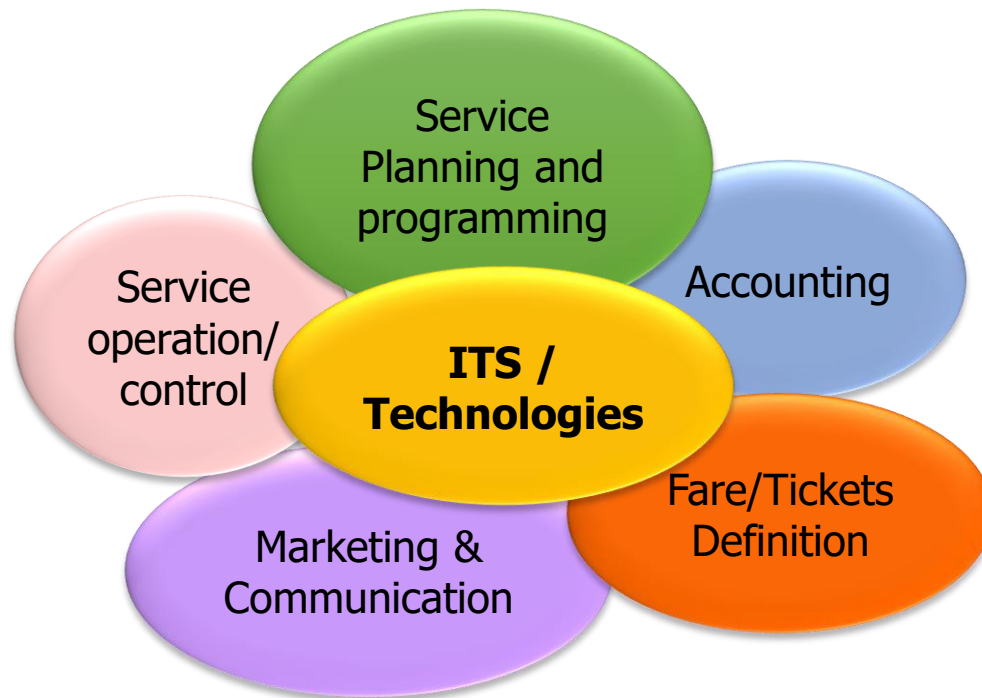 Service
Planning and
programming
Service
operation/
control
Accounting
ITS /
Technologies
Fare/Tickets
Definition
Marketing &
Communication